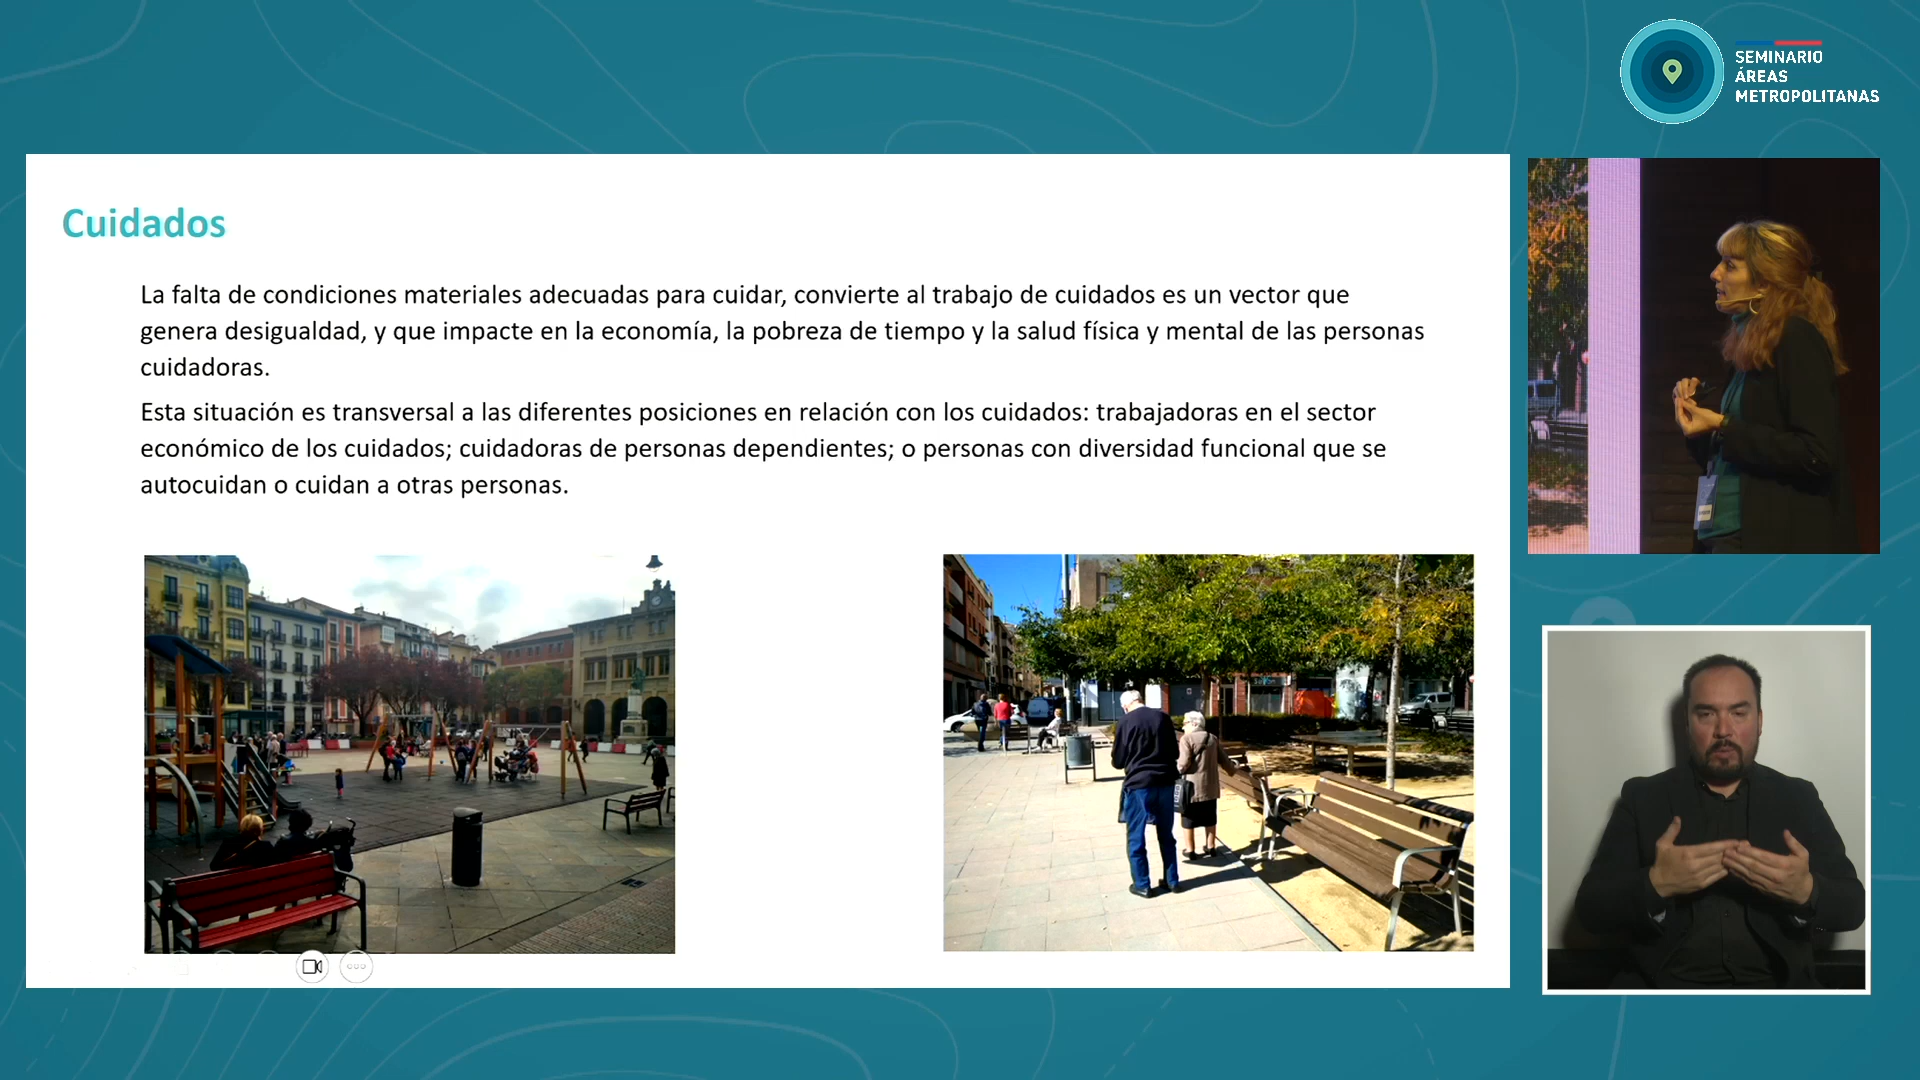 SEMINARIO
ÁREAS
METROPOLITANAS
Cuidados
La falta de condiciones materiales adecuadas para cuidar, convierte al trabajo de cuidados es un vector que
genera desigualdad, y que impacte en la economía, la pobreza de tiempo y la salud física y mental de las personas
cuidadoras.
Esta situación es transversal a las diferentes posiciones en relación con los cuidados: trabajadoras en el sector
económico de los cuidados; cuidadoras de personas dependientes; o personas con diversidad funcional que se
autocuidan o cuidan a otras personas.